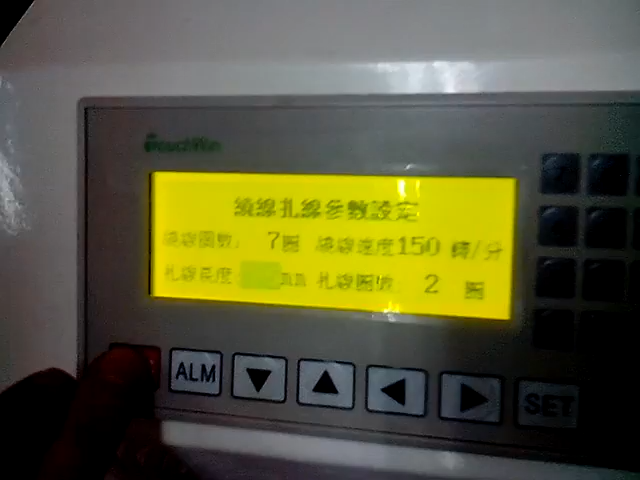 TouchWin
繞線扎線參數設定
繞線圈數: 7圈 繞線速度150 轉/分
扎線長度: mm 扎線圈數 2 圈
ALM
SET